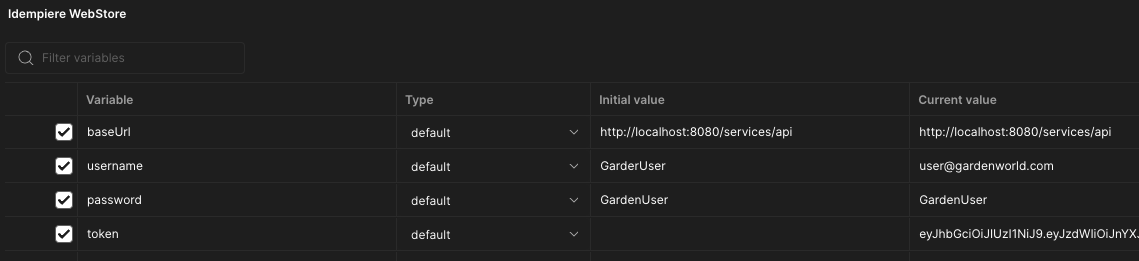 Idempiere WebStore
Filter variables
Variable Type Initial value Current value
baseUrl default http://localhost:8080/services/api http://localhost:8080/services/api
username default GarderUser user@gardenworld.com
password default GardenUser GardenUser
token default eyJhbGciOiJIUzI1NiJ9.eyJzdWIiOiJnYXJ